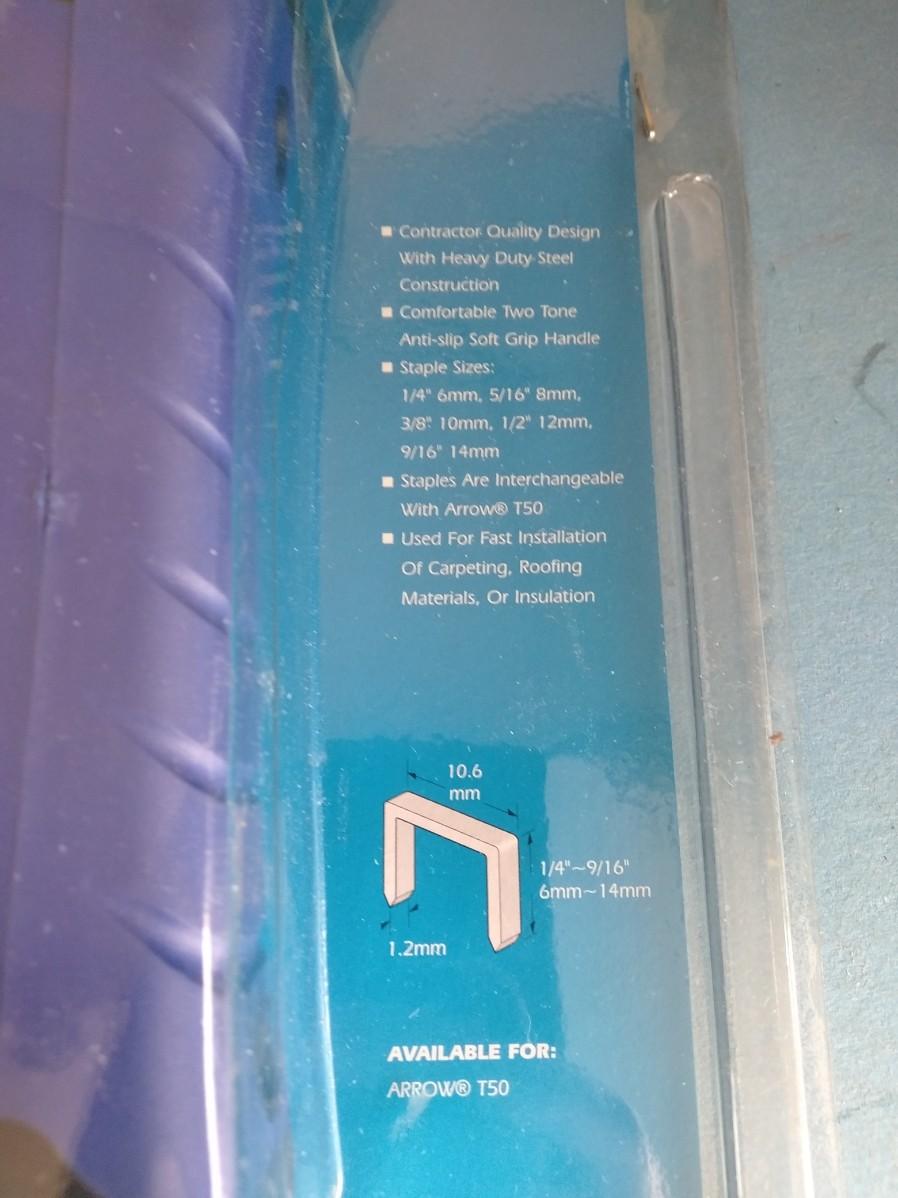 ■ Contractor Quality Design
With Heavy Duty Steel
Construction
■ Comfortable Two Tone
Anti-slip Soft Grip Handle
■ Staple Sizes:
1/4" 6mm, 5/16" 8mm,
3/8" 10mm, 1/2" 12mm,
9/16" 14mm
■ Staples Are Interchangeable
With Arrow® T50
■ Used For Fast Installation
Of Carpeting, Roofing
Materials, Or Insulation
10.6
mm
1/4"~9/16"
6mm~14mm
1.2mm
AVAILABLE FOR:
ARROW® T50